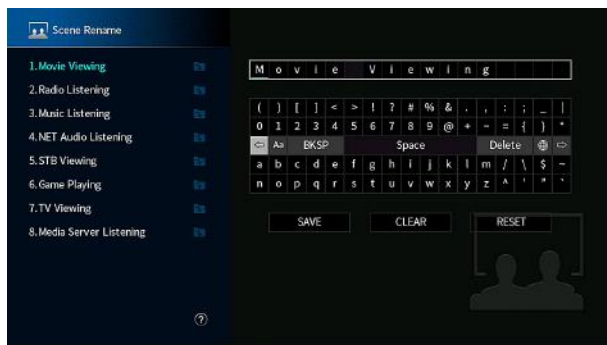 Scene Rename
1.Movie Viewing
2.Radio Listening
3.Music Listening
4.NET Audio Listening
5.STB Viewing
6.Game Playing
7.TV Viewing
8.Media Server Listening
?
Movie Viewing
( ) [ ] < > ! ? # % & . , : ; _ |
0 1 2 3 4 5 6 7 8 9 @ + - = { } *
⇦ Aa BKSP Space Delete ⇨
a b c d e f g h i j k l m / \ $ ~
n o p q r s t u v w x y z ^ ' " `
SAVE CLEAR RESET